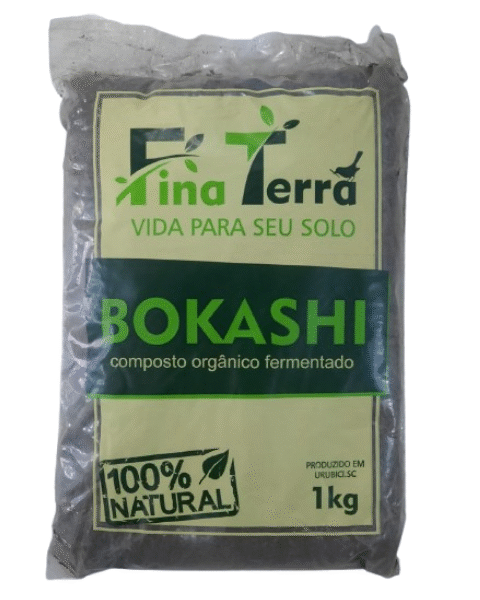 Fina Terra
VIDA PARA SEU SOLO
BOKASHI
composto orgânico fermentado
100%
NATURAL
PRODUZIDO EM
URUBICI.SC
1kg